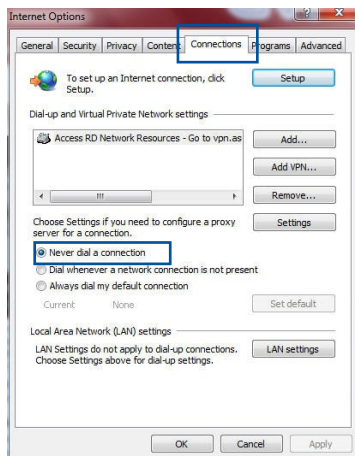 Internet Options
General Security Privacy Content Connections Programs Advanced
To set up an Internet connection, click
Setup.
Setup
Dial-up and Virtual Private Network settings
Access RD Network Resources - Go to vpn.as
Add...
Add VPN...
Remove...
Choose Settings if you need to configure a proxy
server for a connection.
Settings
Never dial a connection
Dial whenever a network connection is not present
Always dial my default connection
Current None
Set default
Local Area Network (LAN) settings
LAN Settings do not apply to dial-up connections.
Choose Settings above for dial-up settings.
LAN settings
OK Cancel Apply